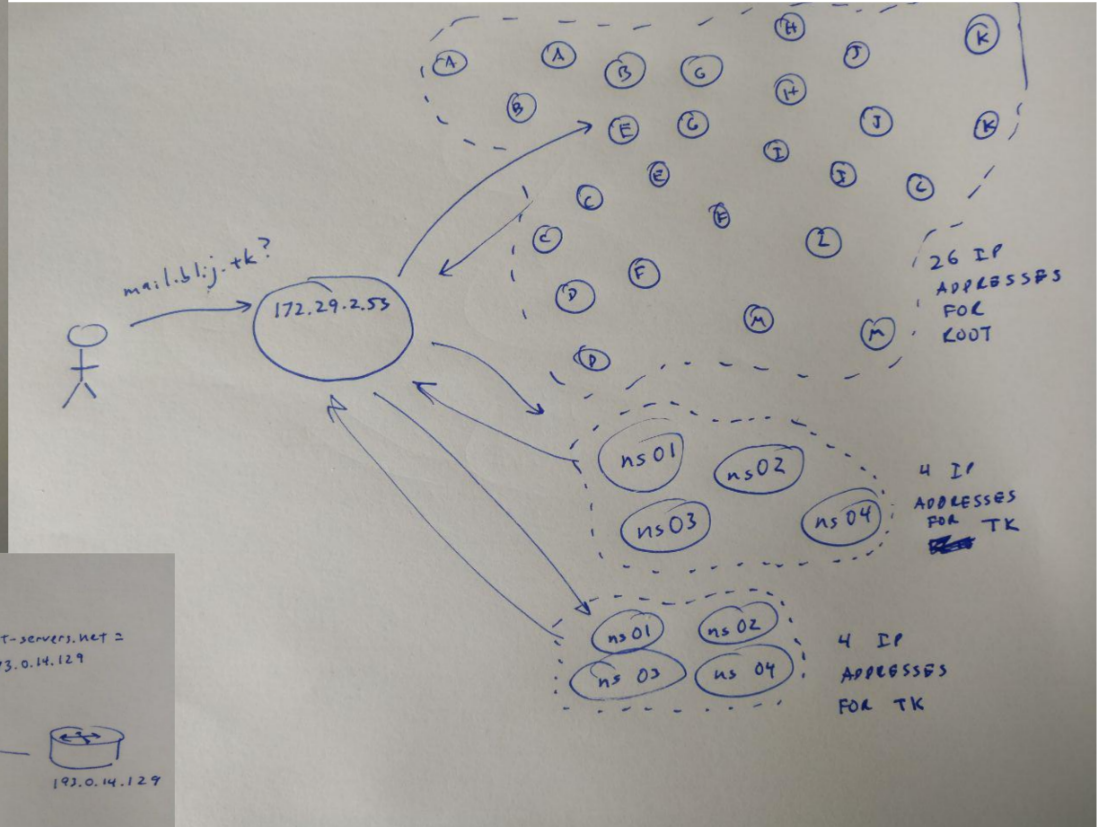 H
K
J
A
A
B
G
H
B
E
G
J
K
I
E
I
L
C
F
C
L
mail.blij.tk?
26 IP
ADDRESSES
FOR
ROOT
F
D
172.29.2.53
M
M
D
ns01
ns02
ns03
ns04
4 IP
ADDRESSES
FOR TK
ns01
ns02
ns 03
ns 04
4 IP
ADDRESSES
FOR TK
t-servers.net =
93.0.14.129
193.0.14.129